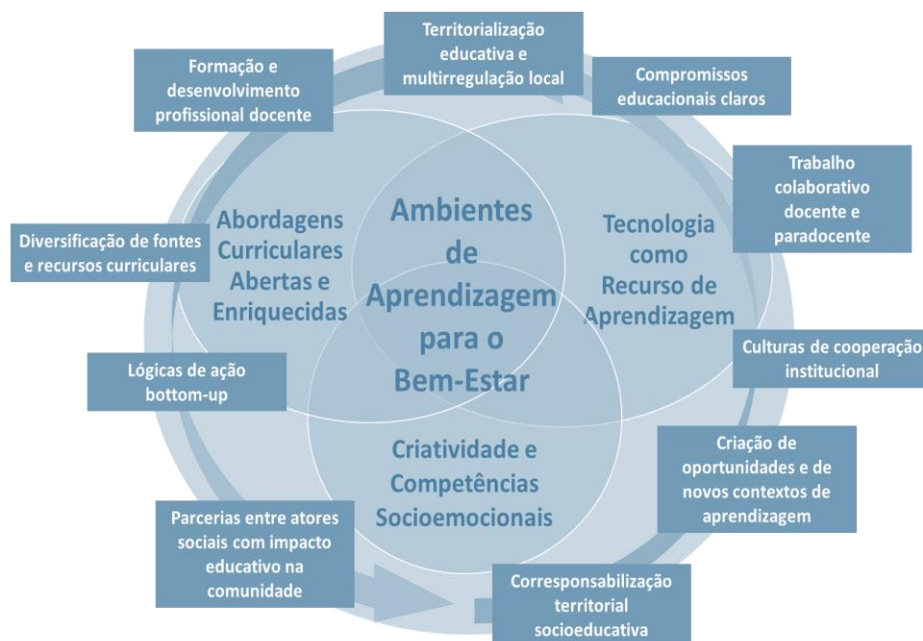 Territorialização
educativa e
multirregulação local
Formação e
desenvolvimento
profissional docente
Compromissos
educacionais claros
Trabalho
colaborativo
docente e
paradocente
Diversificação de fontes
e recursos curriculares
Abordagens
Curriculares
Abertas e
Enriquecidas
Ambientes
de
Aprendizagem
para o
Bem-Estar
Tecnologia
como
Recurso de
Aprendizagem
Lógicas de ação
bottom-up
Culturas de cooperação
institucional
Criatividade e
Competências
Socioemocionais
Criação de
oportunidades e de
novos contextos de
aprendizagem
Parcerias entre atores
sociais com impacto
educativo na
comunidade
Corresponsabilização
territorial
socioeducativa